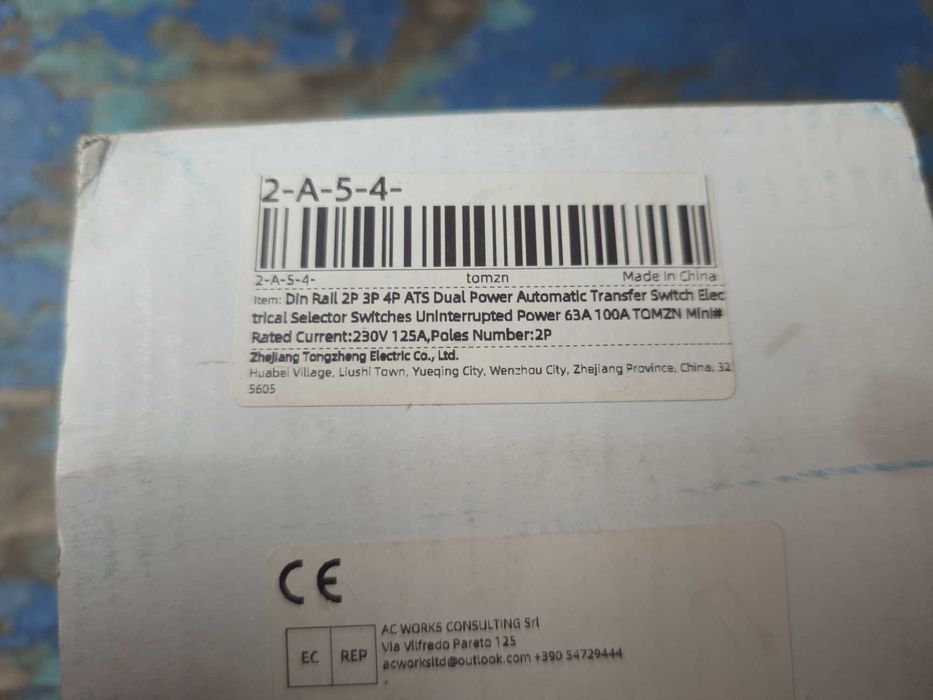 2-A-5-4-
2-A-5-4- tomzn Made In China
Item: Din Rail 2P 3P 4P ATS Dual Power Automatic Transfer Switch Elec
trical Selector Switches Uninterrupted Power 63A 100A TOMZN Mini#
Rated Current:230V 125A,Poles Number:2P
Zhejiang Tongzheng Electric Co., Ltd.
Huabei Village, Liushi Town, Yueqing City, Wenzhou City, Zhejiang Province, China, 32
5605
CE
EC REP
AC WORKS CONSULTING Srl
Via Vilfredo Pareto 125
acworksltd@outlook.com +390 54729444